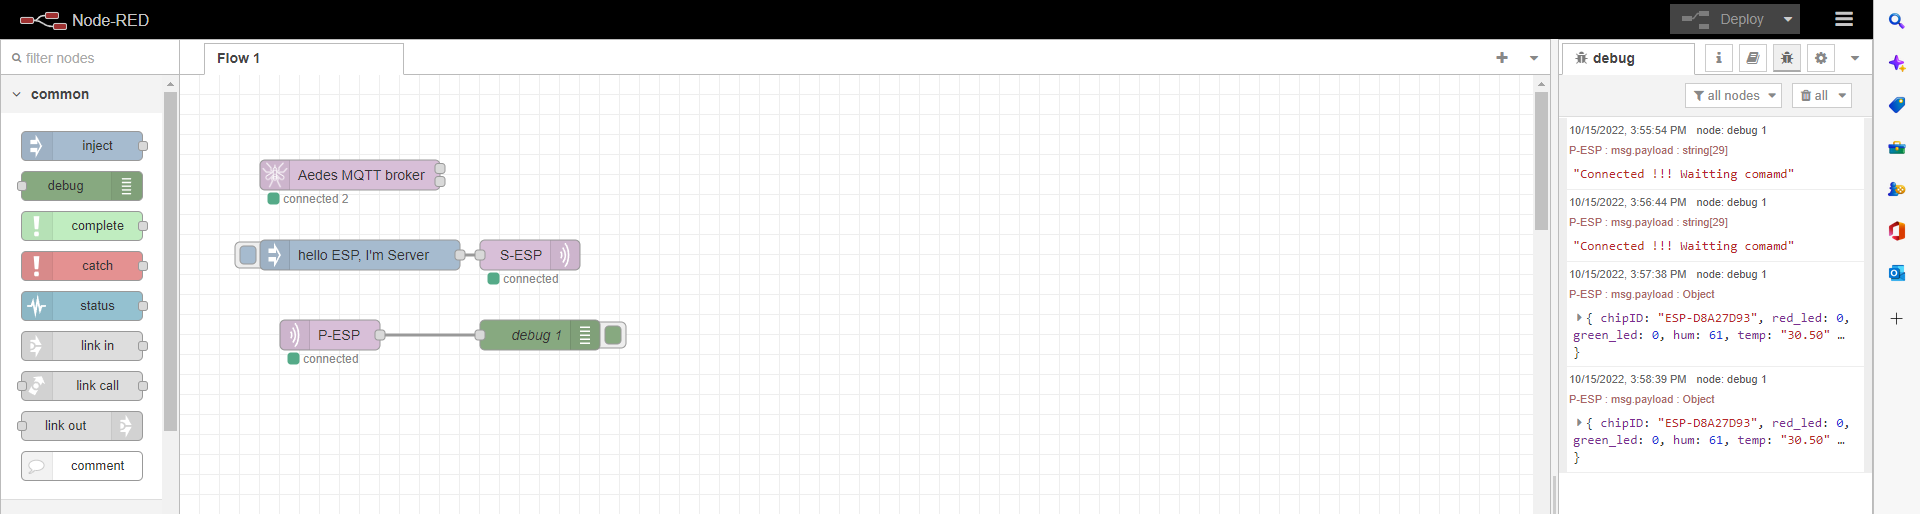 Node-RED
Deploy
filter nodes
Flow 1
debug
i
all nodes
all
common
inject
debug
complete
catch
status
link in
link call
link out
comment
Aedes MQTT broker
connected 2
hello ESP, I'm Server
S-ESP
connected
P-ESP
debug 1
connected
10/15/2022, 3:55:54 PM node: debug 1
P-ESP : msg.payload : string[29]
"Connected !!! Waitting comamd"
10/15/2022, 3:56:44 PM node: debug 1
P-ESP : msg.payload : string[29]
"Connected !!! Waitting comamd"
10/15/2022, 3:57:38 PM node: debug 1
P-ESP : msg.payload : Object
{ chipID: "ESP-D8A27D93", red_led: 0,
green_led: 0, hum: 61, temp: "30.50" …
}
10/15/2022, 3:58:39 PM node: debug 1
P-ESP : msg.payload : Object
{ chipID: "ESP-D8A27D93", red_led: 0,
green_led: 0, hum: 61, temp: "30.50" …
}